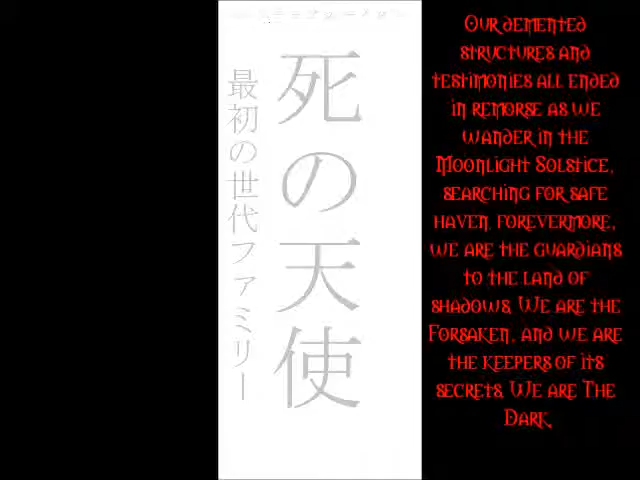 死の天使
最初の世代ファミリー
Our demented
structures and
testimonies all ended
in remorse as we
wander in the
Moonlight Solstice,
searching for safe
haven. forevermore,
we are the guardians
to the land of
shadows. We are the
Forsaken, and we are
the keepers of its
secrets. We are The
Dark.